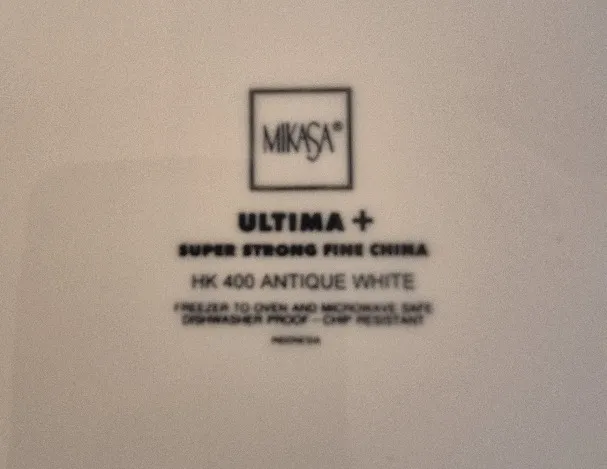 MIKASA®
ULTIMA +
SUPER STRONG FINE CHINA
HK 400 ANTIQUE WHITE
FREEZER TO OVEN AND MICROWAVE SAFE
DISHWASHER PROOF – CHIP RESISTANT
INDONESIA